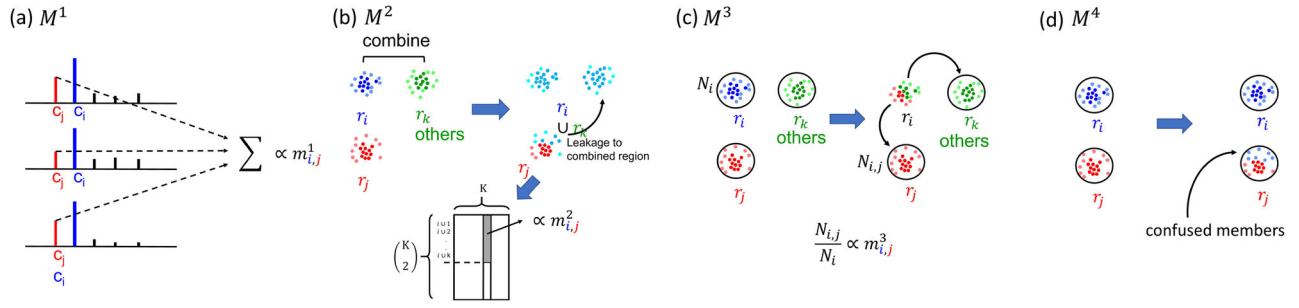 (a) M¹
c_j c_i
c_j c_i
c_j
c_i
∑ ∝ m¹_{i,j}
(b) M²
combine
r_i r_k
others
r_j
r_i
∪ r_k
Leakage to
combined region
r_j
K
(K 2)
i∪1
i∪2
.
.
i∪k
∝ m²_{i,j}
(c) M³
N_i
r_i r_k
others
r_j
r_i r_k
others
N_{i,j}
r_j
N_{i,j}/N_i ∝ m³_{i,j}
(d) M⁴
r_i
r_j
r_i
r_j
confused members